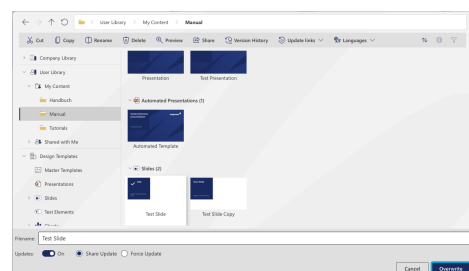 User Library My Content Manual
Cut Copy Rename Delete Preview Share Version History Update links Languages
Company Library
User Library
My Content
Handbuch
Manual
Tutorials
Shared with Me
Design Templates
Master Templates
Presentations
Slides
Text Elements
Presentation Test Presentation
Automated Presentations (1)
Automated Template
Slides (2)
Test Slide Test Slide Copy
Filename: Test Slide
Updates: On Share Update Force Update
Cancel Overwrite